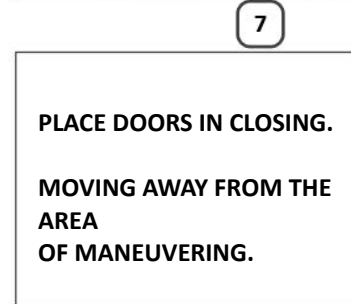 7
PLACE DOORS IN CLOSING.
MOVING AWAY FROM THE
AREA
OF MANEUVERING.